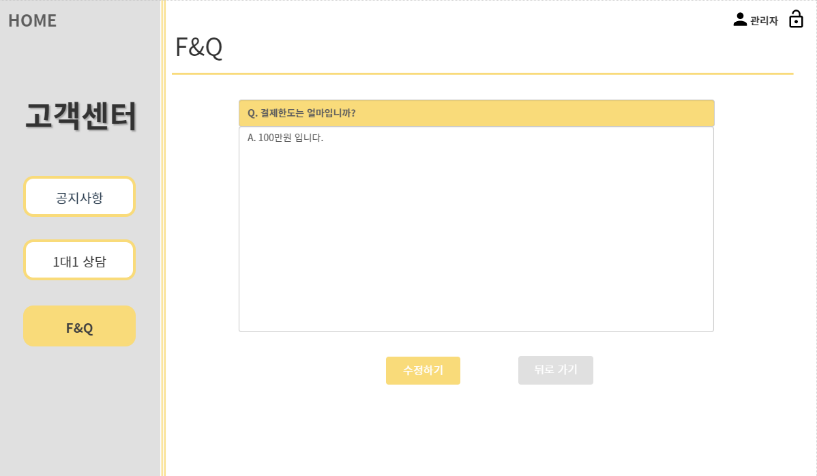 HOME
관리자
F&Q
고객센터
공지사항
1대1 상담
F&Q
Q. 결제한도는 얼마입니까?
A. 100만원 입니다.
수정하기
뒤로 가기